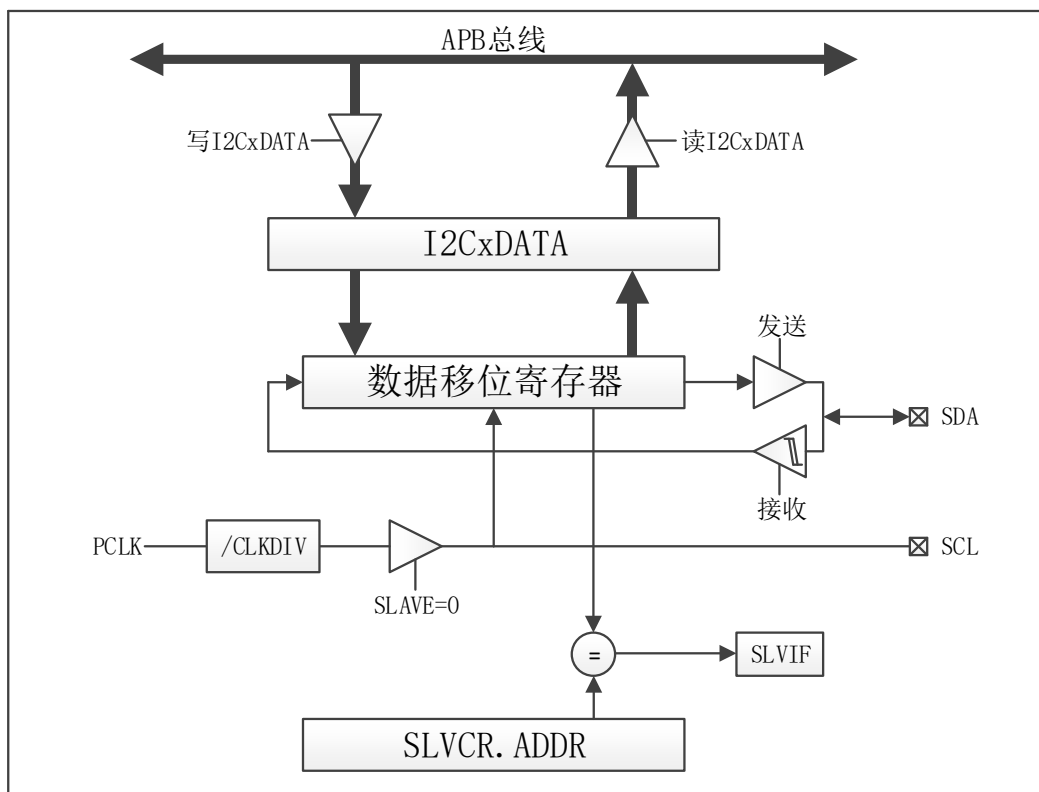 APB总线
写I2CxDATA
读I2CxDATA
I2CxDATA
发送
数据移位寄存器
SDA
接收
PCLK
/CLKDIV
SCL
SLAVE=0
=
SLVIF
SLVCR.ADDR